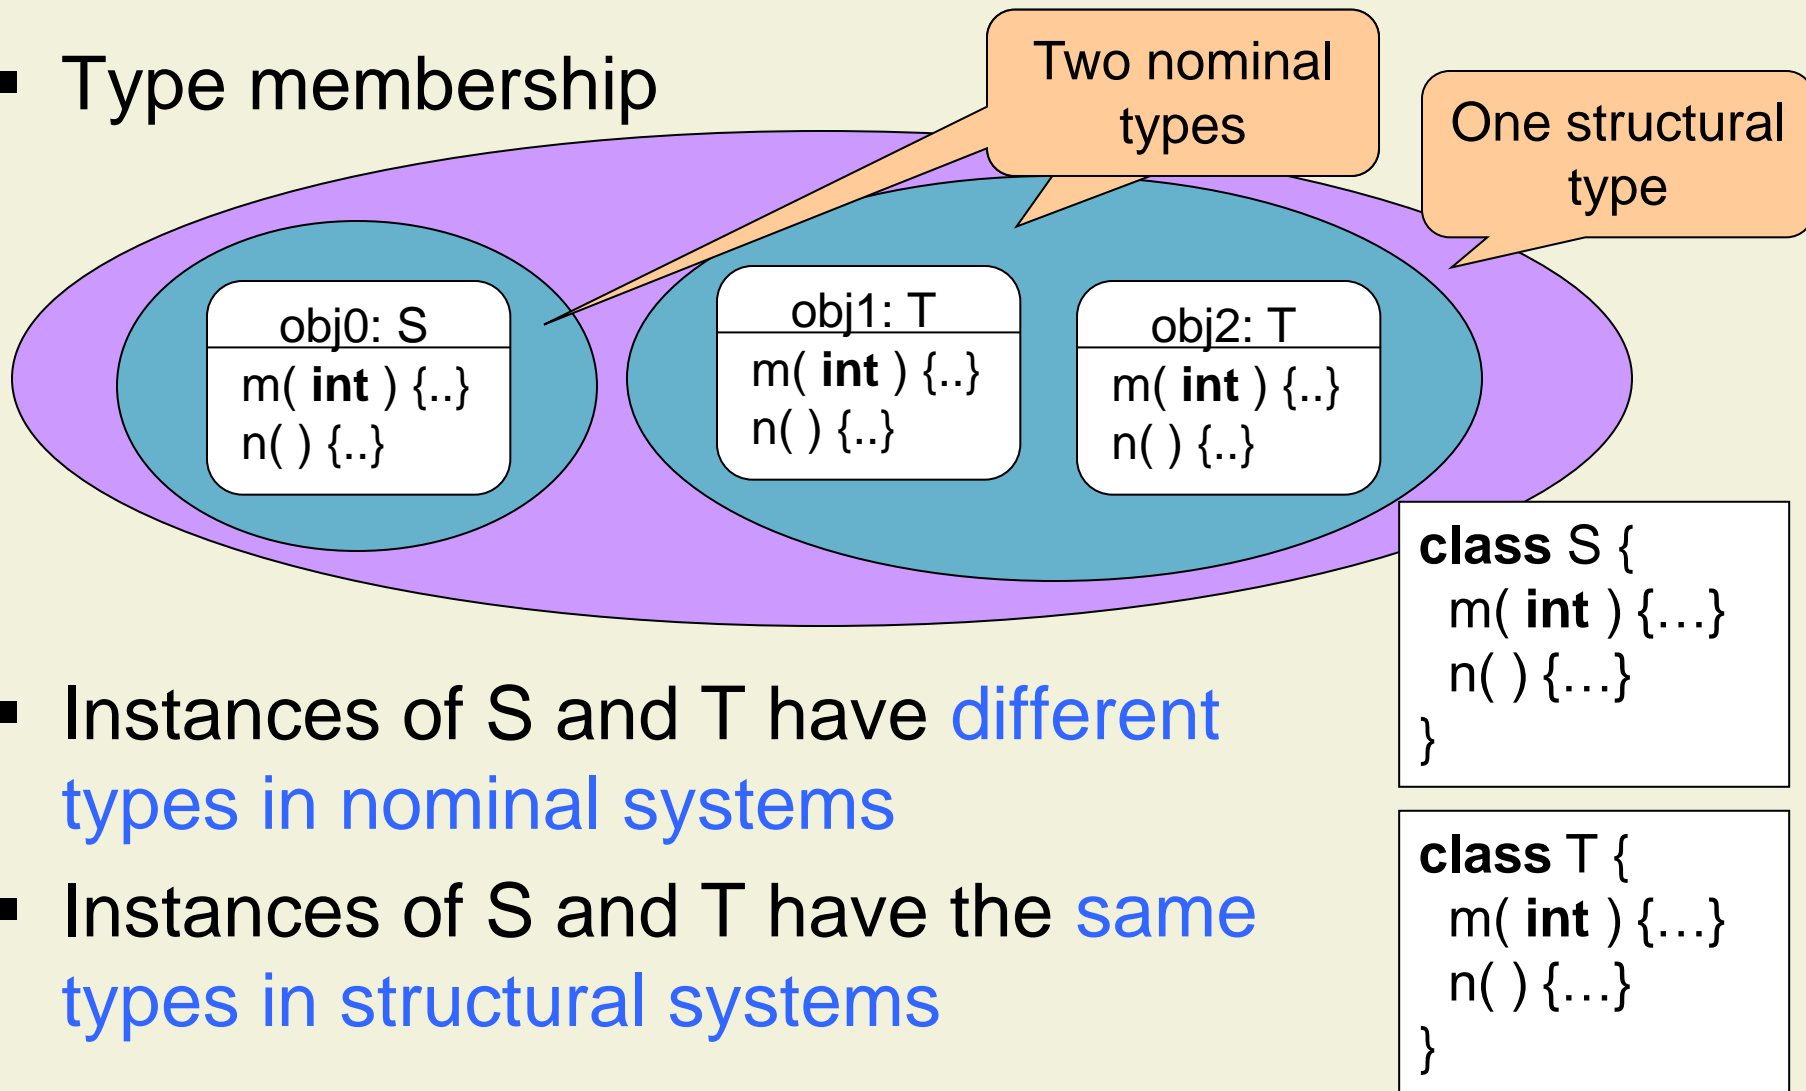 ▪ Type membership
Two nominal
types
One structural
type
obj0: S
m( int ) {..}
n( ) {..}
obj1: T
m( int ) {..}
n( ) {..}
obj2: T
m( int ) {..}
n( ) {..}
class S {
m( int ) {…}
n( ) {…}
}
▪ Instances of S and T have different
types in nominal systems
▪ Instances of S and T have the same
types in structural systems
class T {
m( int ) {…}
n( ) {…}
}